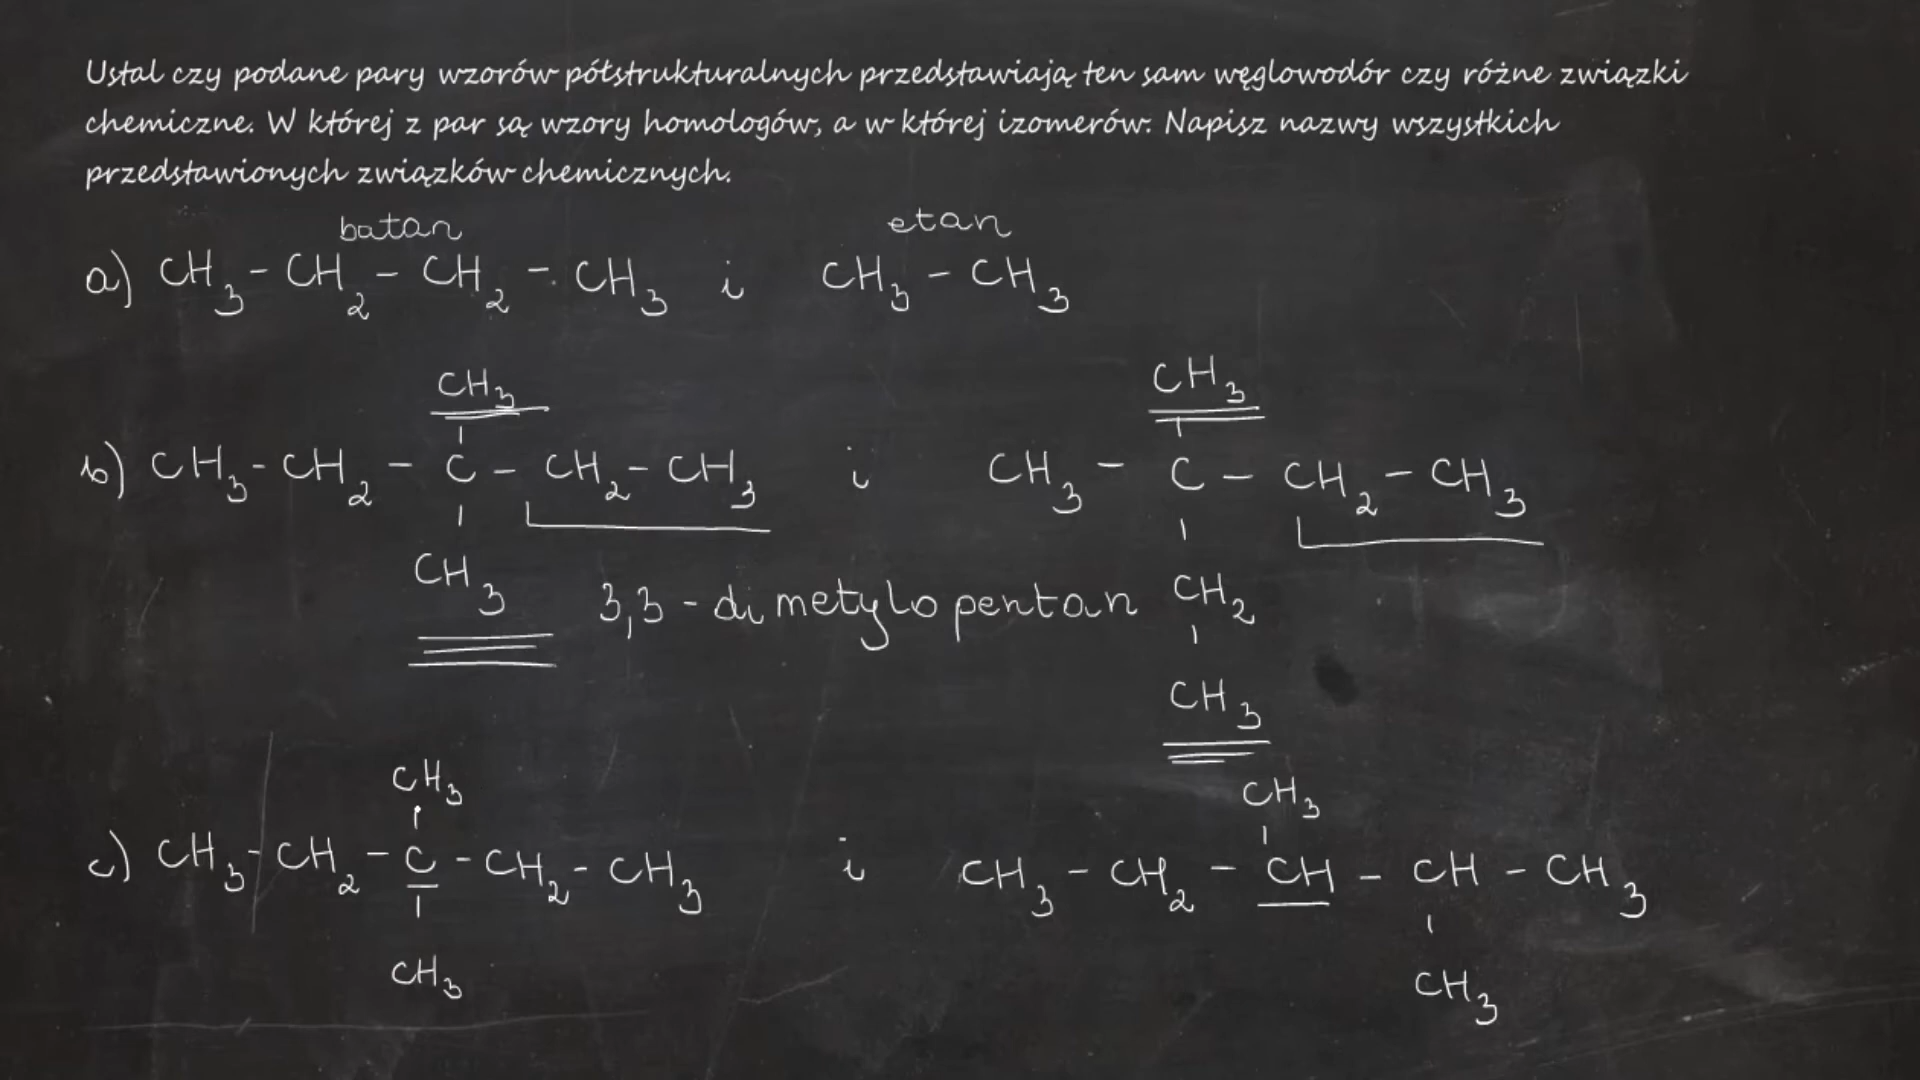 Ustal czy podane pary wzorów półstrukturalnych przedstawiają ten sam węglowodór czy różne związki
chemiczne. W której z par są wzory homologów, a w której izomerów. Napisz nazwy wszystkich
przedstawionych związków chemicznych.
batan etan
a) CH₃ - CH₂ - CH₂ - CH₃ i CH₃ - CH₃
CH₃ CH₃
b) CH₃ - CH₂ - C - CH₂ - CH₃ i CH₃ - C - CH₂ - CH₃
CH₃ 3,3 - dimetylopentan CH₂
CH₃
CH₃ CH₃
c) CH₃ - CH₂ - C - CH₂ - CH₃ i CH₃ - CH₂ - CH - CH - CH₃
CH₃ CH₃